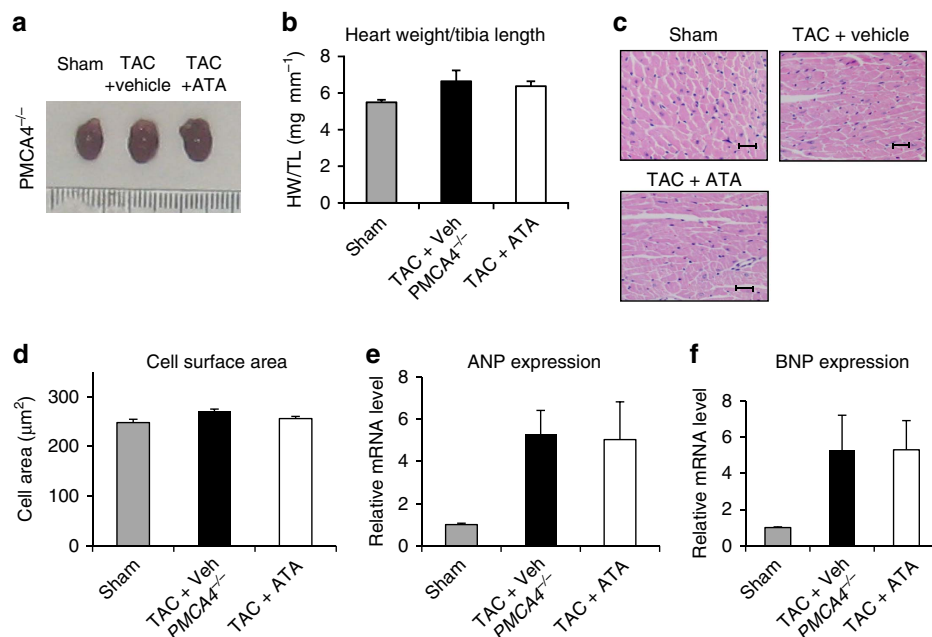 a
Sham TAC TAC
+vehicle +ATA
PMCA4⁻/⁻
b
Heart weight/tibia length
HW/TL (mg mm⁻¹)
8
6
4
2
0
Sham
TAC + Veh
PMCA4⁻/⁻
TAC + ATA
c
Sham
TAC + vehicle
TAC + ATA
d
Cell surface area
Cell area (μm²)
300
200
100
0
Sham
TAC + Veh
PMCA4⁻/⁻
TAC + ATA
e
ANP expression
Relative mRNA level
8
6
4
2
0
Sham
TAC + Veh
PMCA4⁻/⁻
TAC + ATA
f
BNP expression
Relative mRNA level
8
6
4
2
0
Sham
TAC + Veh
PMCA4⁻/⁻
TAC + ATA